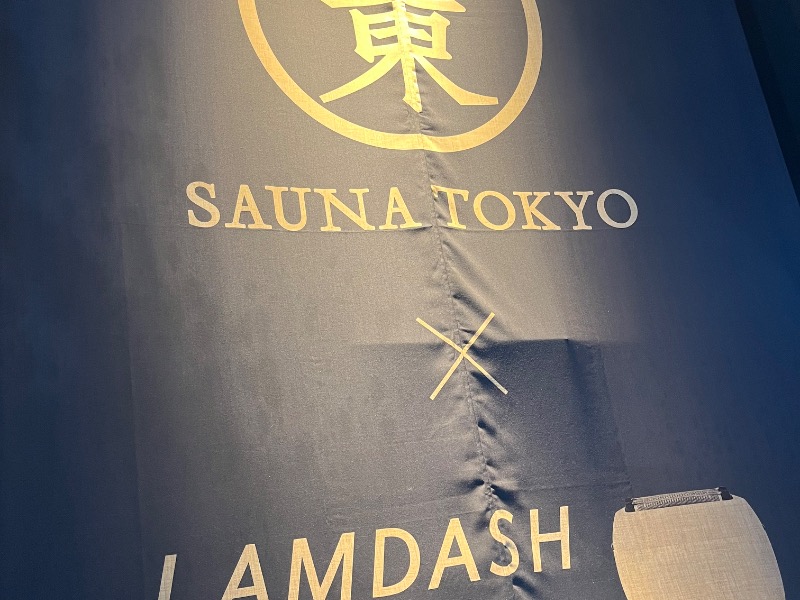 東
SAUNA TOKYO
×
LAMDASH